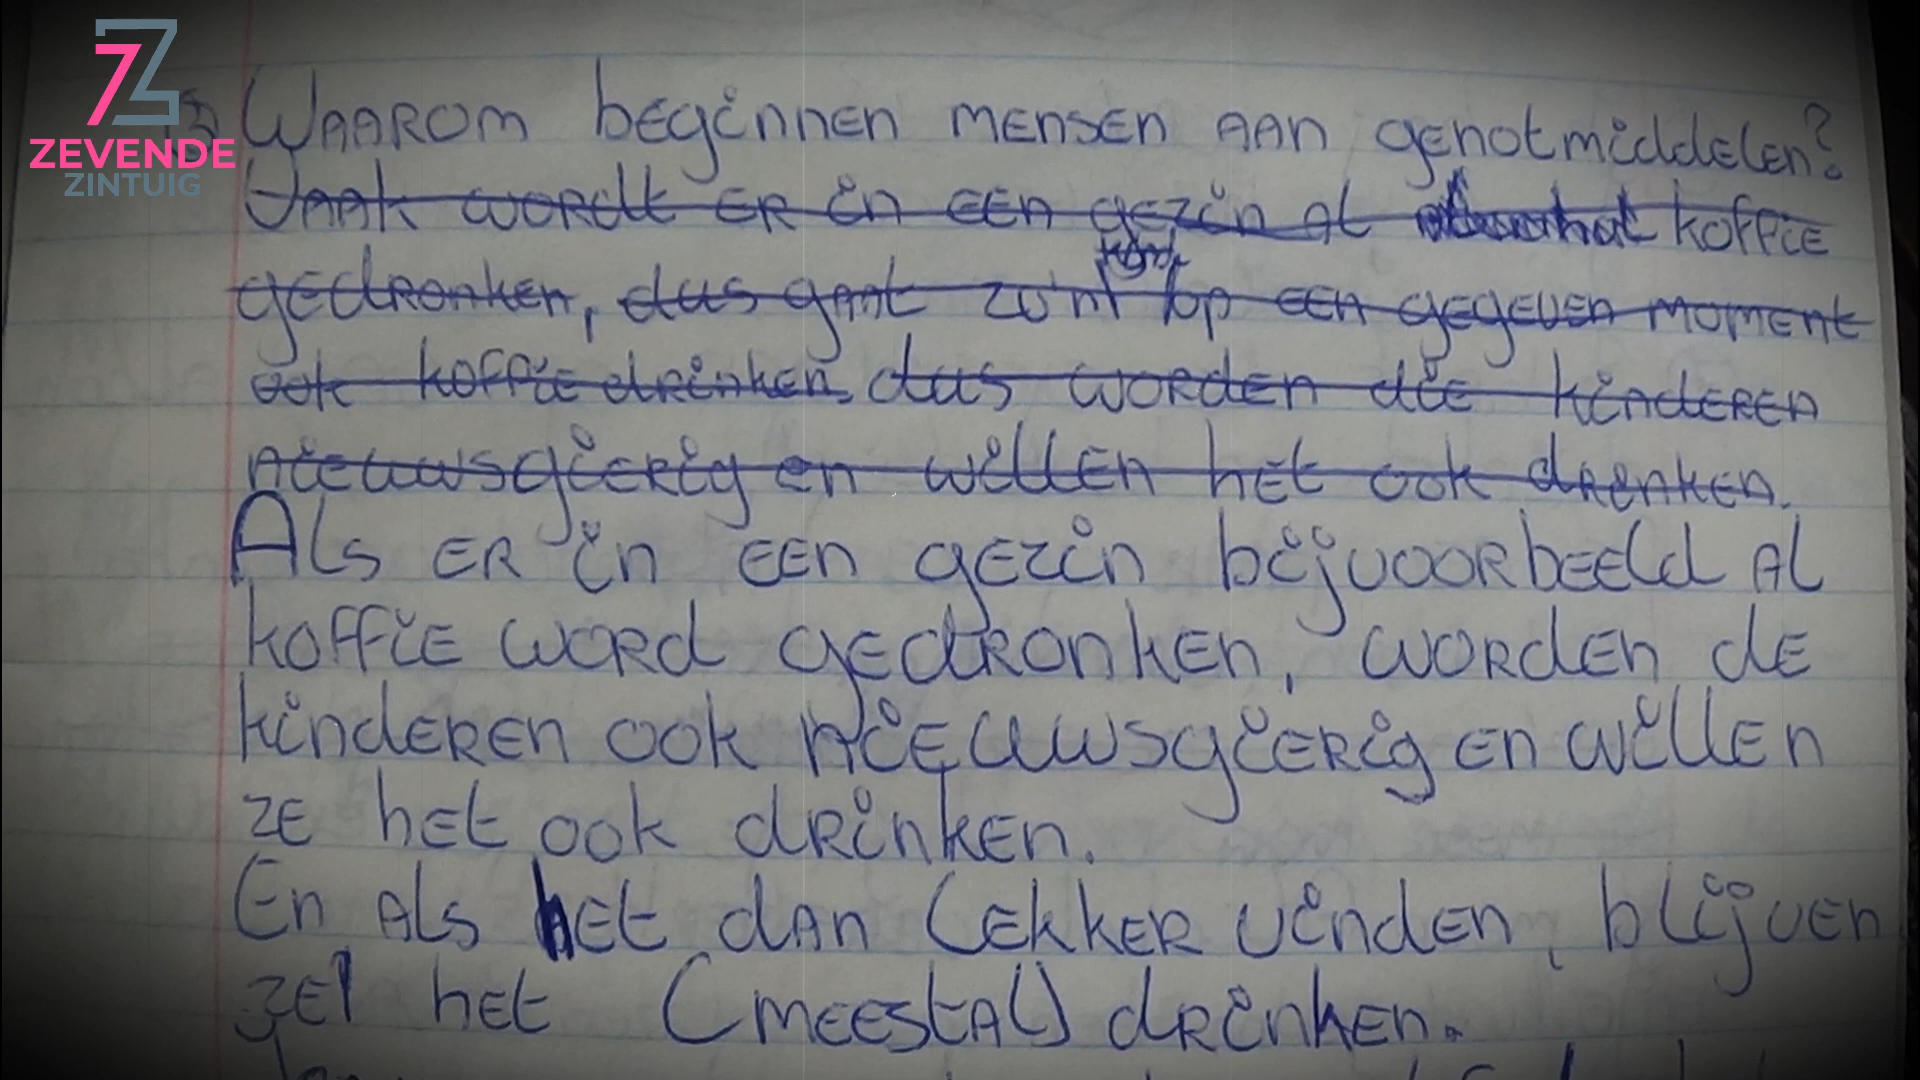 ZEVENDE
ZINTUIG
Waarom beginnen mensen aan genotmiddelen?
Vaak wordt er in een gezin al koffie
gedronken, dus gaat zo'n kind op een gegeven moment
ook koffie drinken. dus worden die kinderen
nieuwsgierig en willen het ook drinken.
Als er in een gezin bijvoorbeeld al
koffie word gedronken, worden de
kinderen ook nieuwsgierig en willen
ze het ook drinken.
En als het dan lekker vinden, blijven
ze het (meestal) drinken.